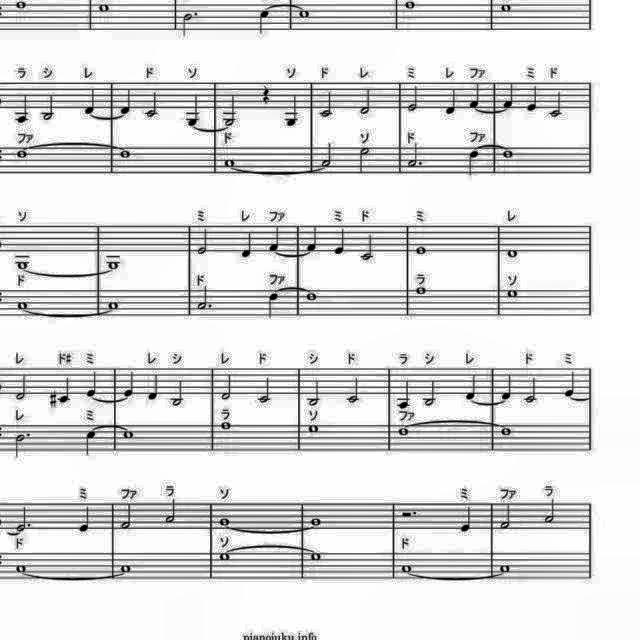 ラ シ レ ド ソ ソ ド レ ミ レ ファ ミ ド
ファ ド ソ ド ファ
ソ ミ レ ファ ミ ド ミ レ
ド ド ファ ラ ソ
レ ド# ミ レ シ レ ド シ ド ラ シ レ ド ミ
レ ミ ラ ソ ファ
ミ ファ ラ ソ ミ ファ ラ
ド ソ ド
pianojuku.info